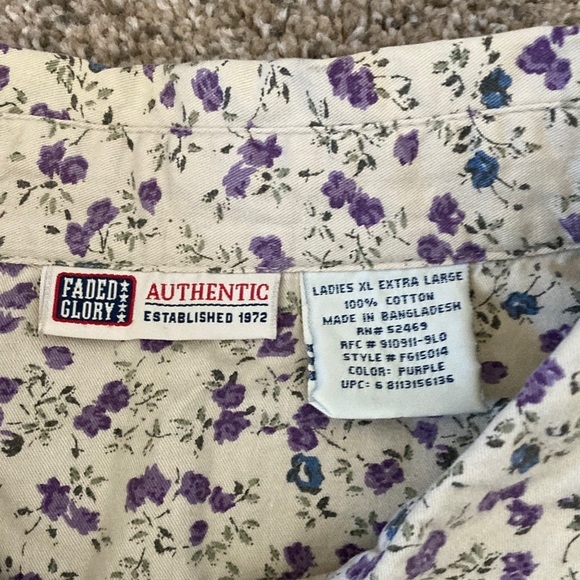 FADED GLORY
AUTHENTIC
ESTABLISHED 1972
LADIES XL EXTRA LARGE
100% COTTON
MADE IN BANGLADESH
RN# 52469
RFC # 910911-9L0
STYLE # FG15014
COLOR: PURPLE
UPC: 6 8113156136